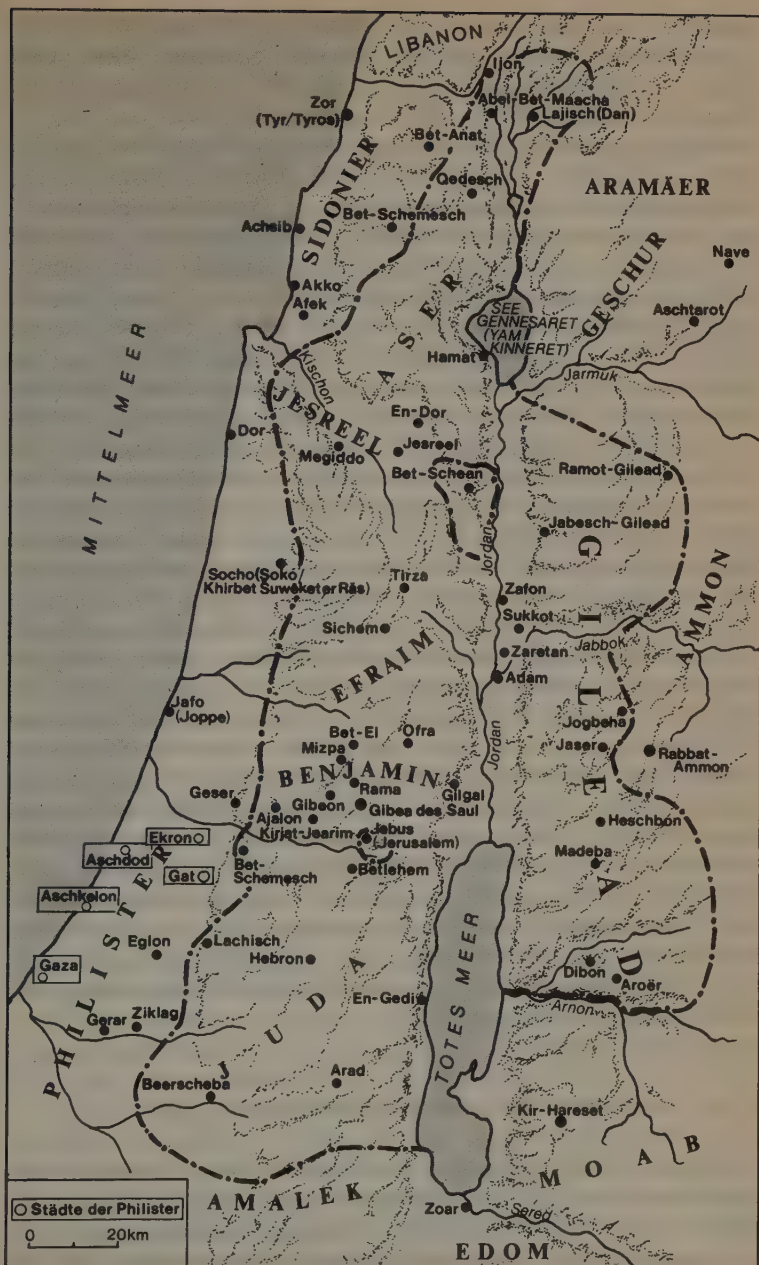 LIBANON
Ijon
Zor
(Tyr/Tyros)
Abel-Bet-Maacha
Lajisch (Dan)
Bet-Anat
Qedesch
ARAMÄER
SIDONIER
Achsib
Bet-Schemesch
Nave
GESCHUR
Akko
Afek
ASER
SEE
GENNESARET
(YAM
KINNERET)
Aschtarot
MITTELMEER
Kischon
Hamat
Jarmuk
JESREEL
En-Dor
Dor
Megiddo
Jesreel
Bet-Schean
Ramot-Gilead
Jordan
Jabesch-Gilead
GILEAD
AMMON
Socho (Sokó/
Khirbet Suweket er Râs)
Tirza
Zafon
Sukkot
Sichem
Jabbok
Zaretan
EFRAIM
Adam
Jafo
(Joppe)
Jogbeha
Bet-El
Ofra
Jordan
Mizpa
Jaser
Rabbat-
Ammon
BENJAMIN
Rama
Gilgal
Geser
Gibeon
Gibea des Saul
Ajalon
Heschbon
Kirjat-Jearim
Jebus
(Jerusalem)
Ekron
Aschdod
Bet-
Schemesch
Madeba
Gat
Betlehem
Aschkelon
PHILISTER
Lachisch
Eglon
Hebron
TOTES MEER
Dibon
Gaza
Aroër
JUDA
En-Gedi
Arnon
Ziklag
Gerar
Arad
Beerscheba
Kir-Hareset
MOAB
AMALEK
Zoar
Sered
EDOM
Städte der Philister
0 20km